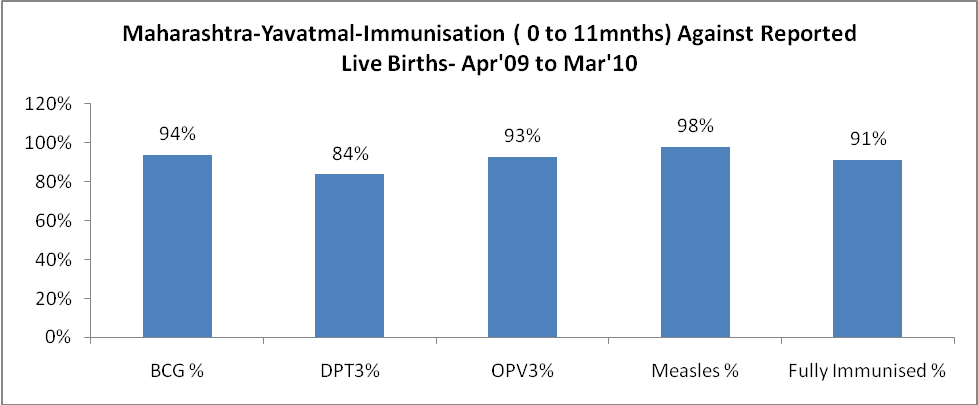 Maharashtra-Yavatmal-Immunisation ( 0 to 11mnths) Against Reported
Live Births- Apr'09 to Mar'10
120%
100%
80%
60%
40%
20%
0%
94%
84%
93%
98%
91%
BCG %
DPT3%
OPV3%
Measles %
Fully Immunised %